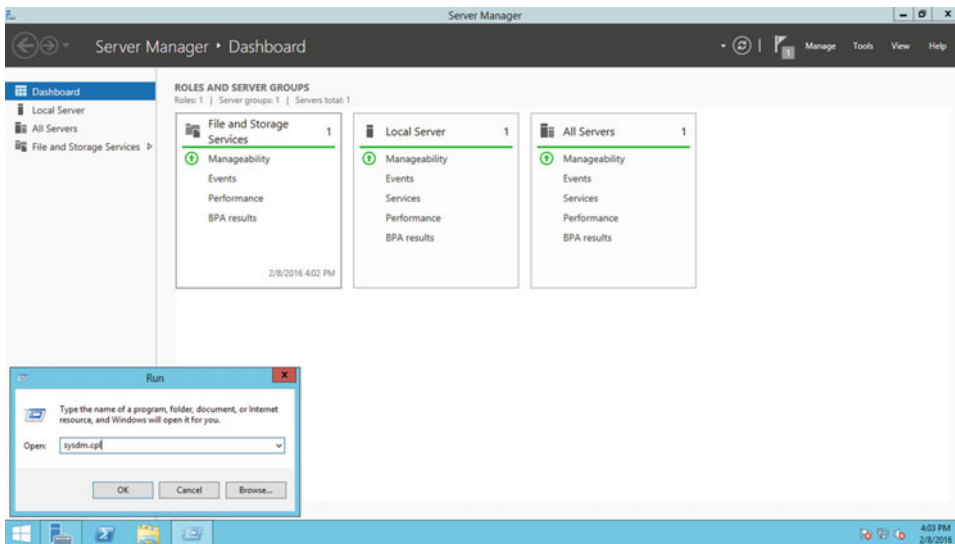 Server Manager
Server Manager • Dashboard
1
Manage Tools View Help
Dashboard
Local Server
All Servers
File and Storage Services
ROLES AND SERVER GROUPS
Roles: 1 | Server groups: 1 | Servers total: 1
File and Storage Services 1
Manageability
Events
Performance
BPA results
2/8/2016 4:02 PM
Local Server 1
Manageability
Events
Services
Performance
BPA results
All Servers 1
Manageability
Events
Services
Performance
BPA results
Run
Type the name of a program, folder, document, or Internet
resource, and Windows will open it for you.
Open: sysdm.cpl
OK Cancel Browse...
4:03 PM
2/8/2016